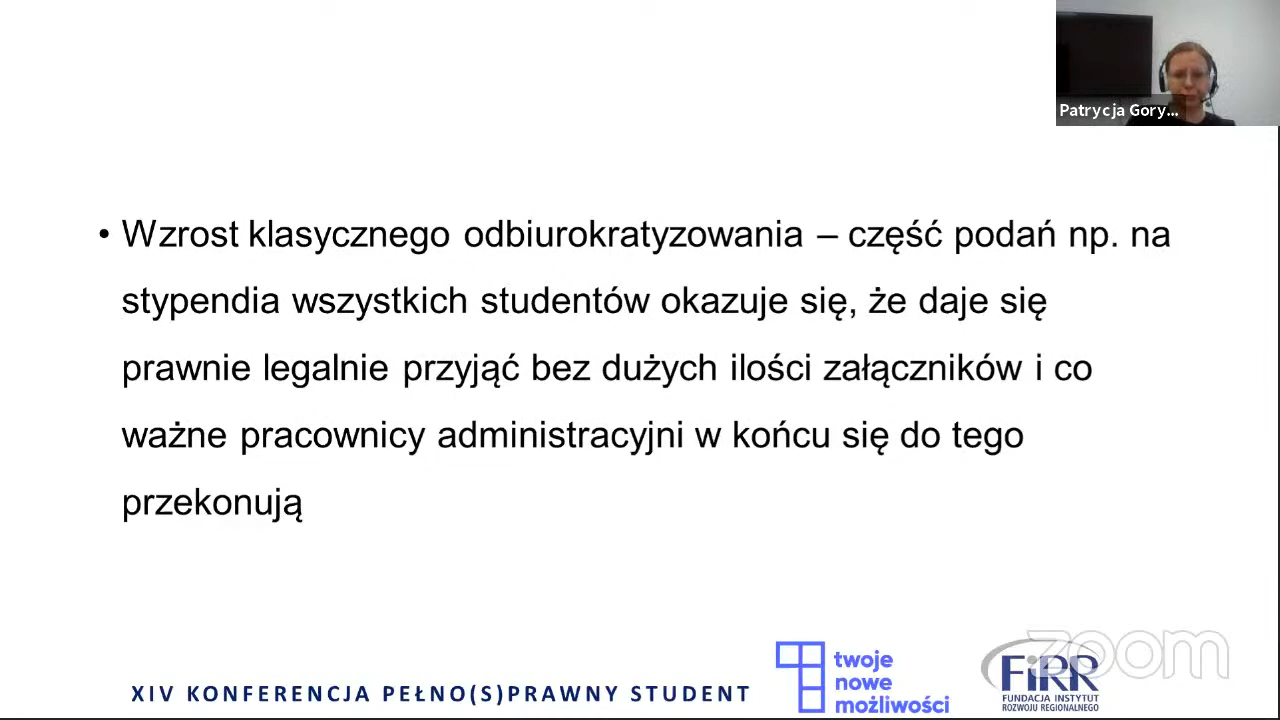 Patrycja Gory...
• Wzrost klasycznego odbiurokratyzowania – część podań np. na
stypendia wszystkich studentów okazuje się, że daje się
prawnie legalnie przyjąć bez dużych ilości załączników i co
ważne pracownicy administracyjni w końcu się do tego
przekonują
XIV KONFERENCJA PEŁNO(S)PRAWNY STUDENT
twoje
nowe
możliwości
FiRR
FUNDACJA INSTYTUT
ROZWOJU REGIONALNEGO
zoom